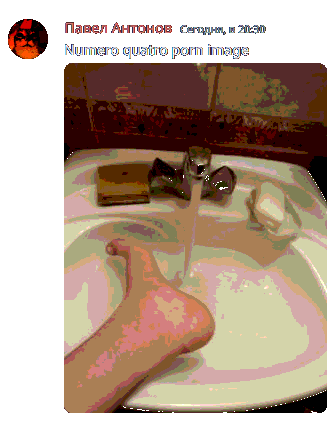 Павел Антонов Сегодня, в 20:30
Numero quatro porn image